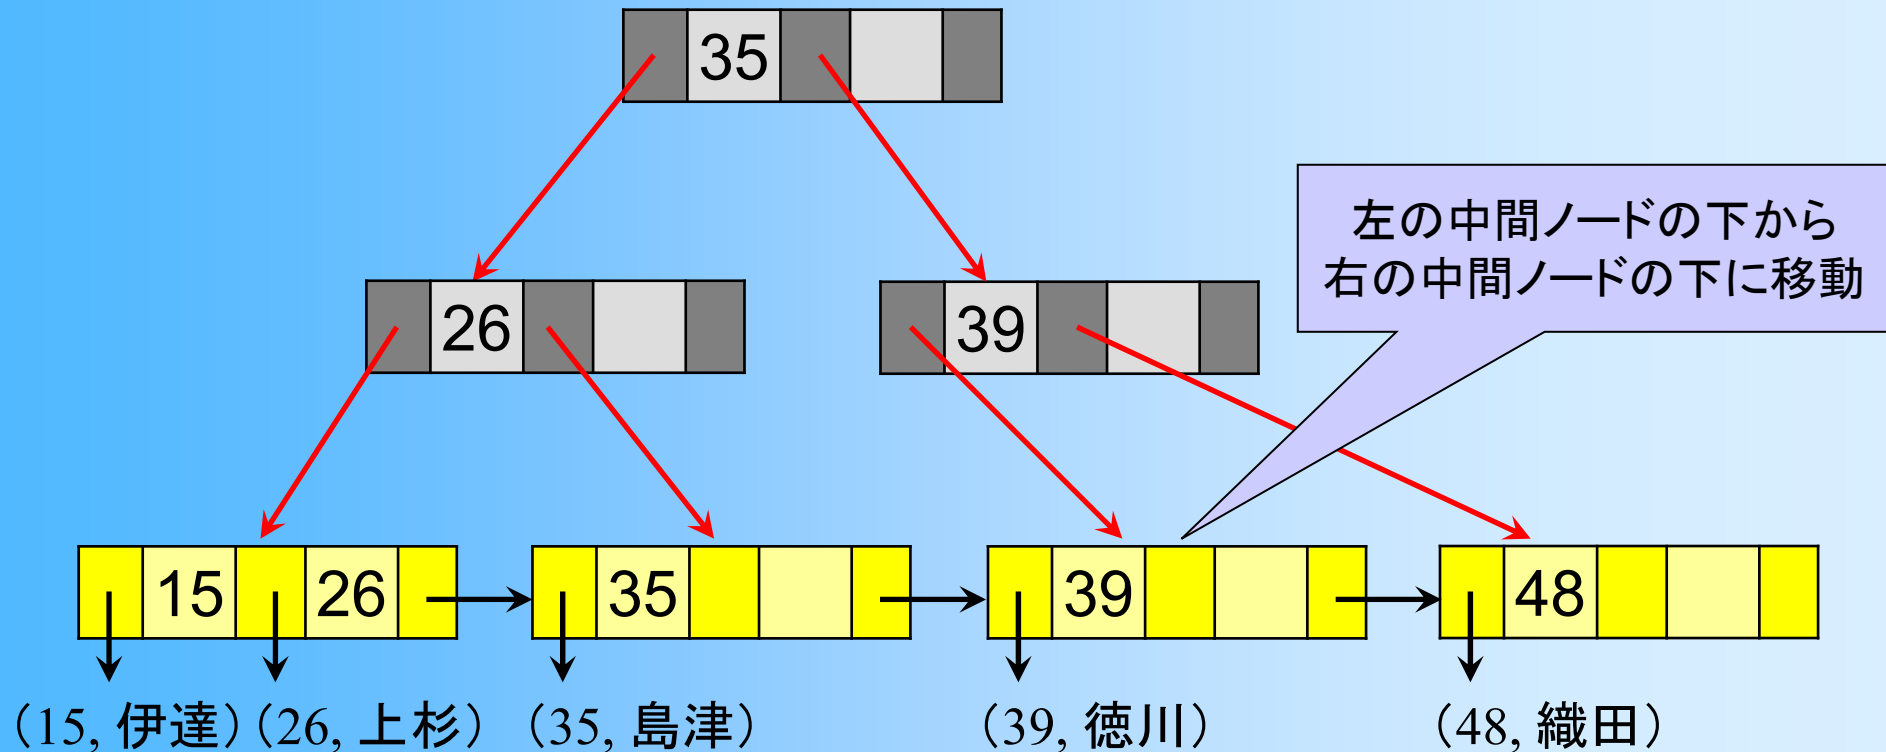 35
左の中間ノードの下から
右の中間ノードの下に移動
26
39
15 26 35 39 48
(15, 伊達) (26, 上杉) (35, 島津) (39, 徳川) (48, 織田)